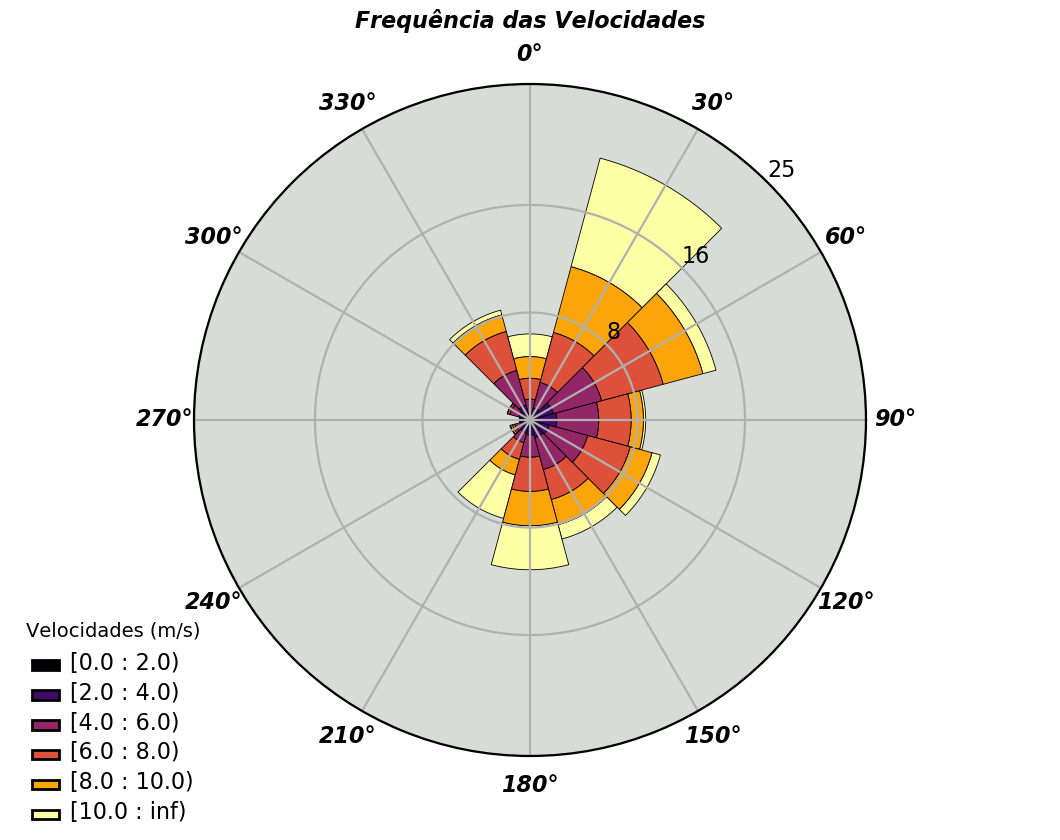 Frequência das Velocidades
0°
330°
30°
25
300°
60°
16
8
270°
90°
240°
120°
210°
150°
180°
Velocidades (m/s)
[0.0 : 2.0)
[2.0 : 4.0)
[4.0 : 6.0)
[6.0 : 8.0)
[8.0 : 10.0)
[10.0 : inf)